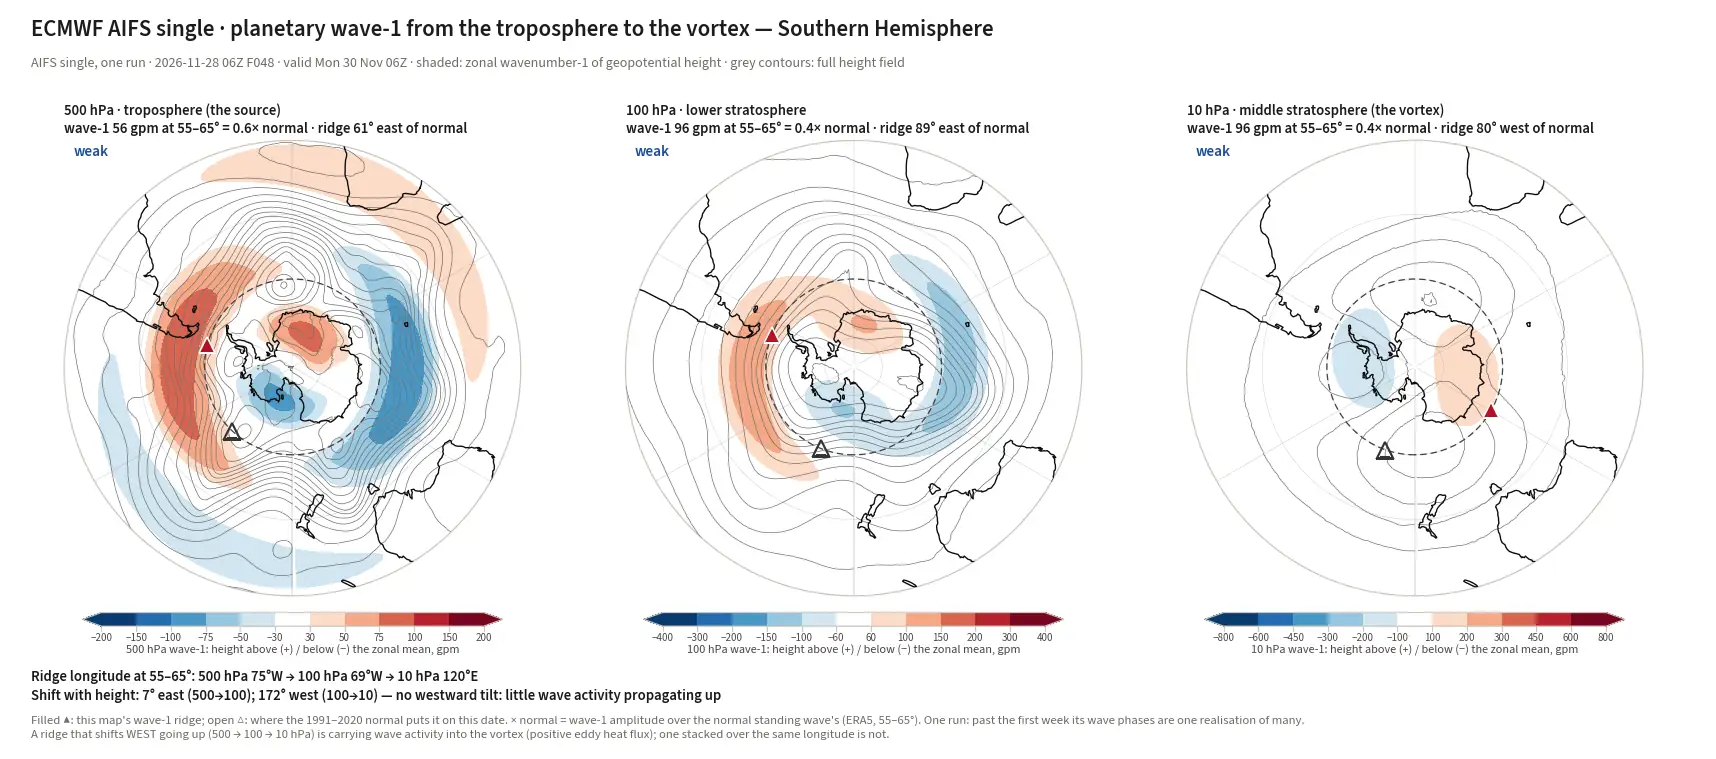 ECMWF AIFS single · planetary wave-1 from the troposphere to the vortex — Southern Hemisphere
AIFS single, one run · 2026-11-28 06Z F048 · valid Mon 30 Nov 06Z · shaded: zonal wavenumber-1 of geopotential height · grey contours: full height field
500 hPa · troposphere (the source)
wave-1 56 gpm at 55–65° = 0.6× normal · ridge 61° east of normal
weak
100 hPa · lower stratosphere
wave-1 96 gpm at 55–65° = 0.4× normal · ridge 89° east of normal
weak
10 hPa · middle stratosphere (the vortex)
wave-1 96 gpm at 55–65° = 0.4× normal · ridge 80° west of normal
weak
−200 −150 −100 −75 −50 −30 30 50 75 100 150 200
500 hPa wave-1: height above (+) / below (−) the zonal mean, gpm
−400 −300 −200 −150 −100 −60 60 100 150 200 300 400
100 hPa wave-1: height above (+) / below (−) the zonal mean, gpm
−800 −600 −450 −300 −200 −100 100 200 300 450 600 800
10 hPa wave-1: height above (+) / below (−) the zonal mean, gpm
Ridge longitude at 55–65°: 500 hPa 75°W → 100 hPa 69°W → 10 hPa 120°E
Shift with height: 7° east (500→100); 172° west (100→10) — no westward tilt: little wave activity propagating up
Filled ▲: this map's wave-1 ridge; open △: where the 1991–2020 normal puts it on this date. × normal = wave-1 amplitude over the normal standing wave's (ERA5, 55–65°). One run: past the first week its wave phases are one realisation of many.
A ridge that shifts WEST going up (500 → 100 → 10 hPa) is carrying wave activity into the vortex (positive eddy heat flux); one stacked over the same longitude is not.